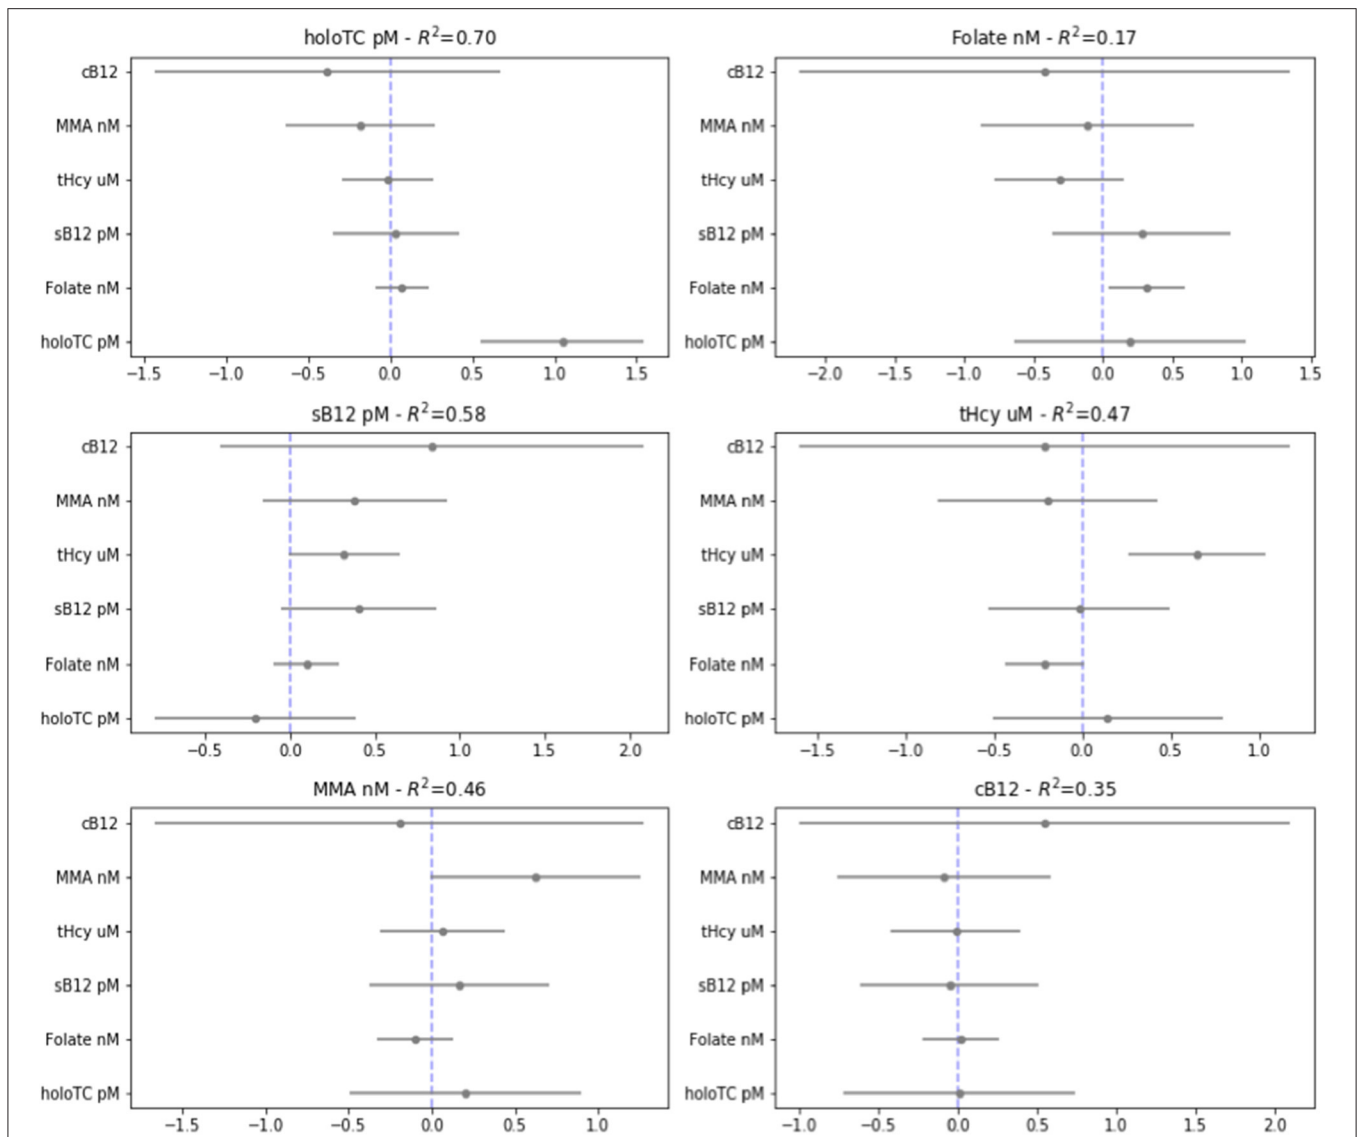 holoTC pM - R²=0.70
cB12
MMA nM
tHcy uM
sB12 pM
Folate nM
holoTC pM
−1.5 −1.0 −0.5 0.0 0.5 1.0 1.5
Folate nM - R²=0.17
cB12
MMA nM
tHcy uM
sB12 pM
Folate nM
holoTC pM
−2.0 −1.5 −1.0 −0.5 0.0 0.5 1.0 1.5
sB12 pM - R²=0.58
cB12
MMA nM
tHcy uM
sB12 pM
Folate nM
holoTC pM
−0.5 0.0 0.5 1.0 1.5 2.0
tHcy uM - R²=0.47
cB12
MMA nM
tHcy uM
sB12 pM
Folate nM
holoTC pM
−1.5 −1.0 −0.5 0.0 0.5 1.0
MMA nM - R²=0.46
cB12
MMA nM
tHcy uM
sB12 pM
Folate nM
holoTC pM
−1.5 −1.0 −0.5 0.0 0.5 1.0
cB12 - R²=0.35
cB12
MMA nM
tHcy uM
sB12 pM
Folate nM
holoTC pM
−1.0 −0.5 0.0 0.5 1.0 1.5 2.0